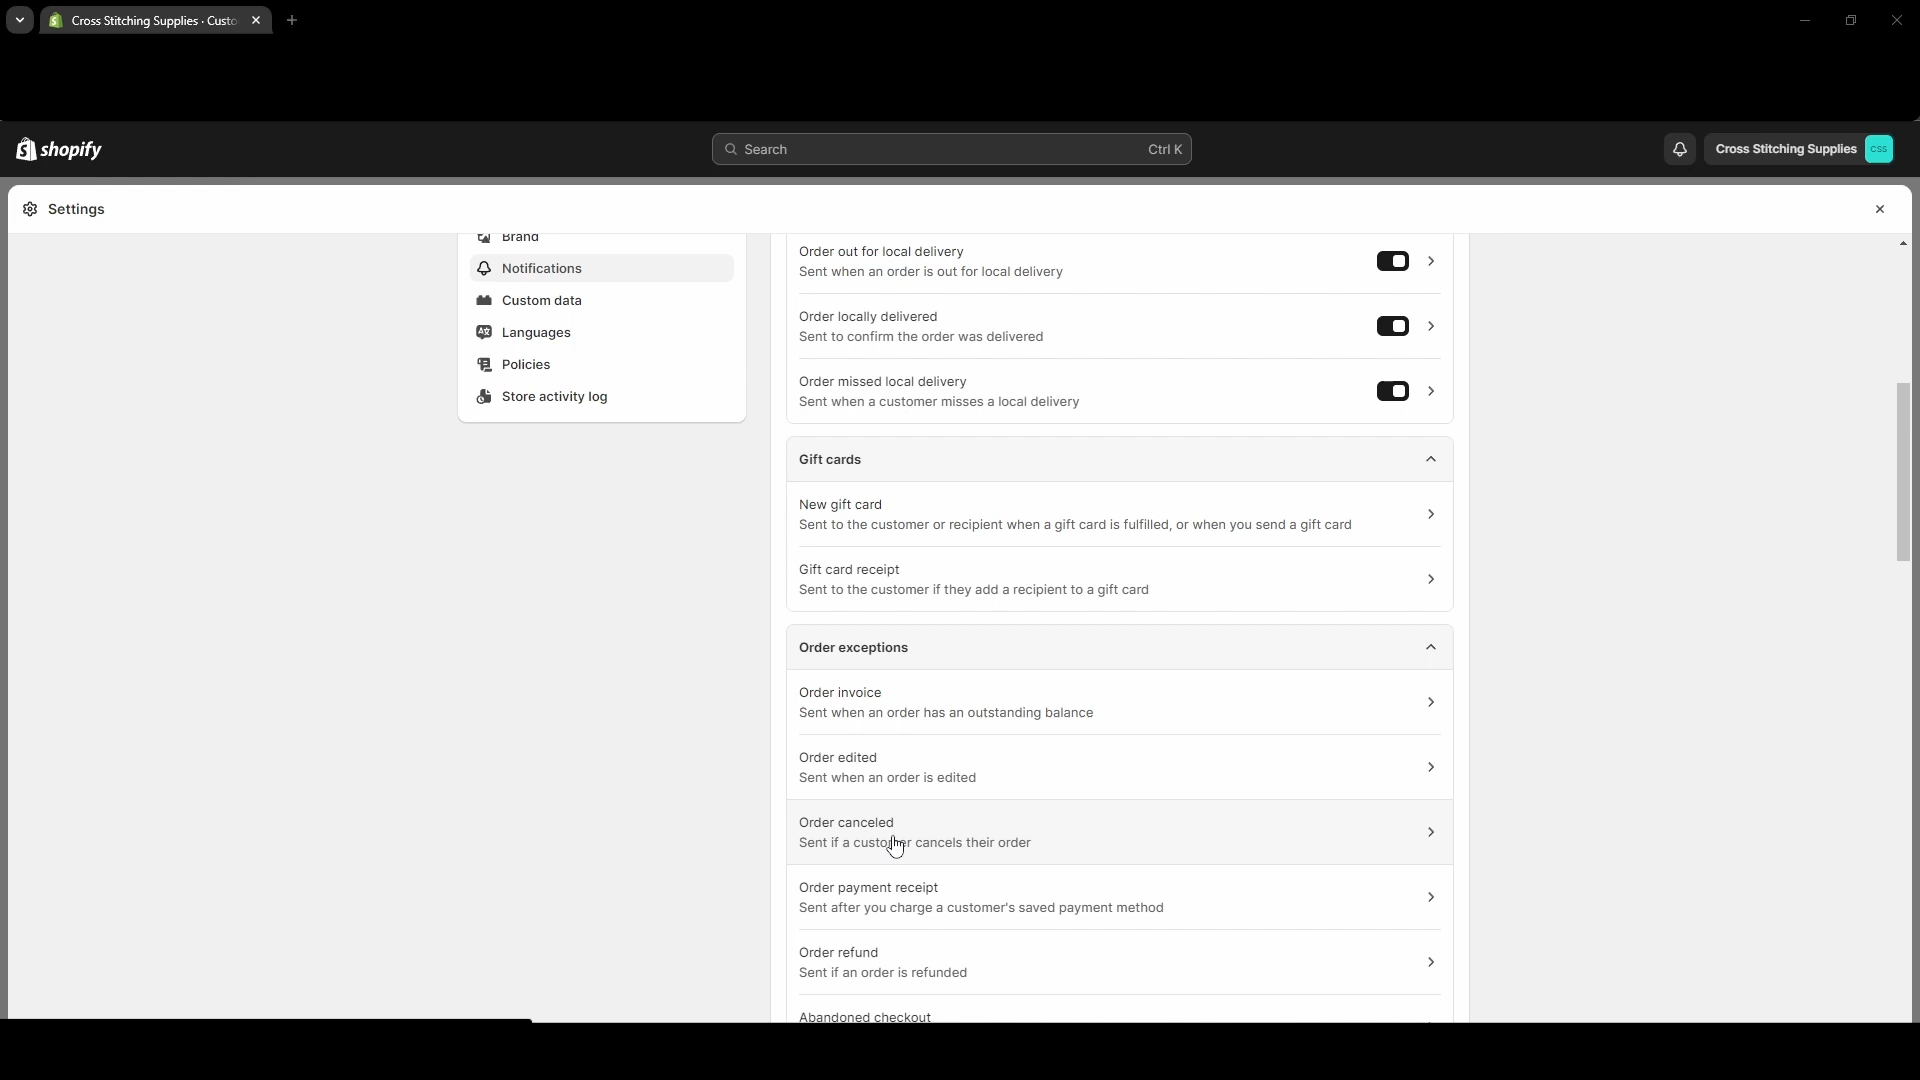 Cross Stitching Supplies · Custo
shopify
Search
Ctrl K
Cross Stitching Supplies
CSS
Settings
Brand
Notifications
Custom data
Languages
Policies
Store activity log
Order out for local delivery
Sent when an order is out for local delivery
Order locally delivered
Sent to confirm the order was delivered
Order missed local delivery
Sent when a customer misses a local delivery
Gift cards
New gift card
Sent to the customer or recipient when a gift card is fulfilled, or when you send a gift card
Gift card receipt
Sent to the customer if they add a recipient to a gift card
Order exceptions
Order invoice
Sent when an order has an outstanding balance
Order edited
Sent when an order is edited
Order canceled
Sent if a customer cancels their order
Order payment receipt
Sent after you charge a customer's saved payment method
Order refund
Sent if an order is refunded
Abandoned checkout